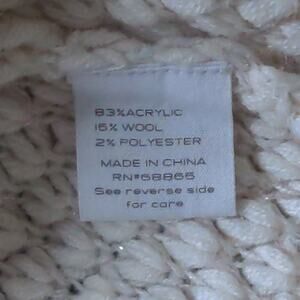 83%ACRYLIC
15% WOOL
2% POLYESTER
MADE IN CHINA
RN#68865
See reverse side
for care